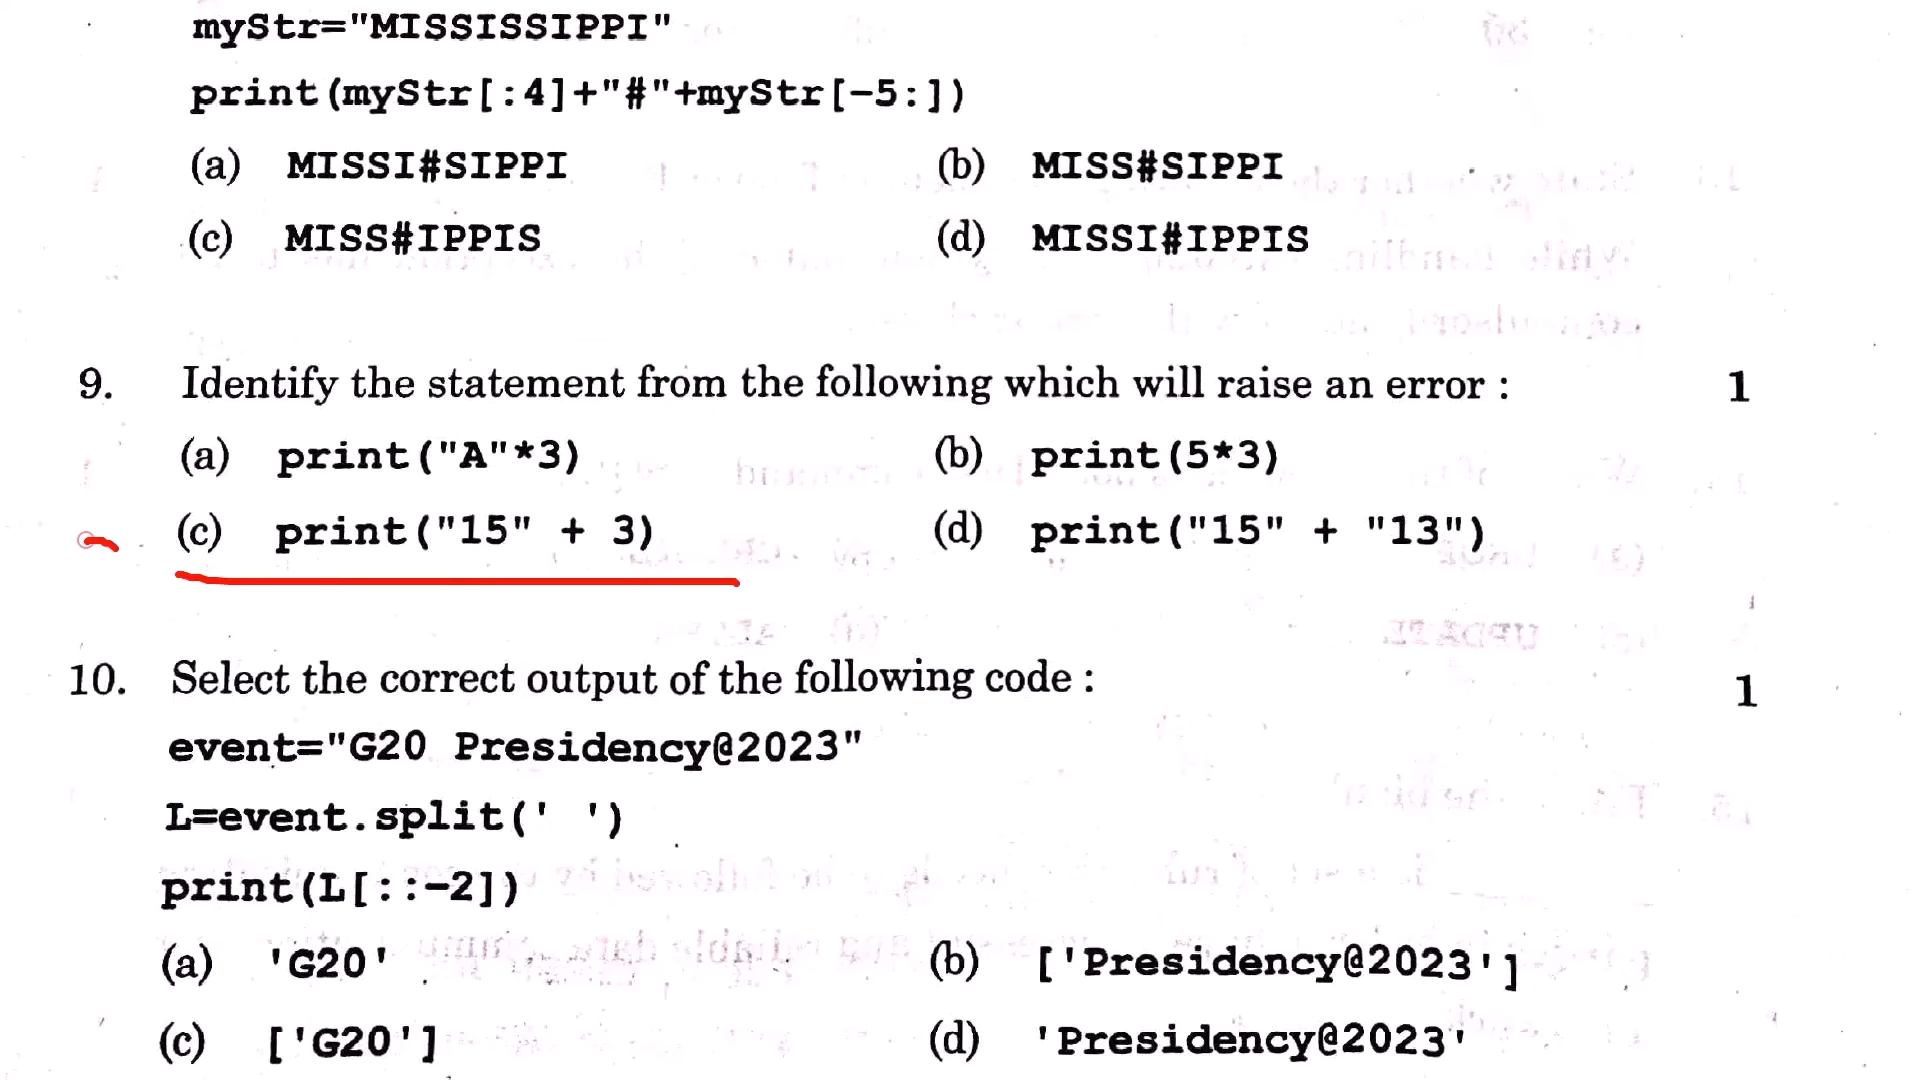 myStr="MISSISSIPPI"
print(myStr[:4]+"#"+myStr[-5:])
(a) MISSI#SIPPI (b) MISS#SIPPI
(c) MISS#IPPIS (d) MISSI#IPPIS
9. Identify the statement from the following which will raise an error : 1
(a) print("A"*3) (b) print(5*3)
(c) print("15" + 3) (d) print("15" + "13")
10. Select the correct output of the following code : 1
event="G20 Presidency@2023"
L=event.split(' ')
print(L[::-2])
(a) 'G20' (b) ['Presidency@2023']
(c) ['G20'] (d) 'Presidency@2023'